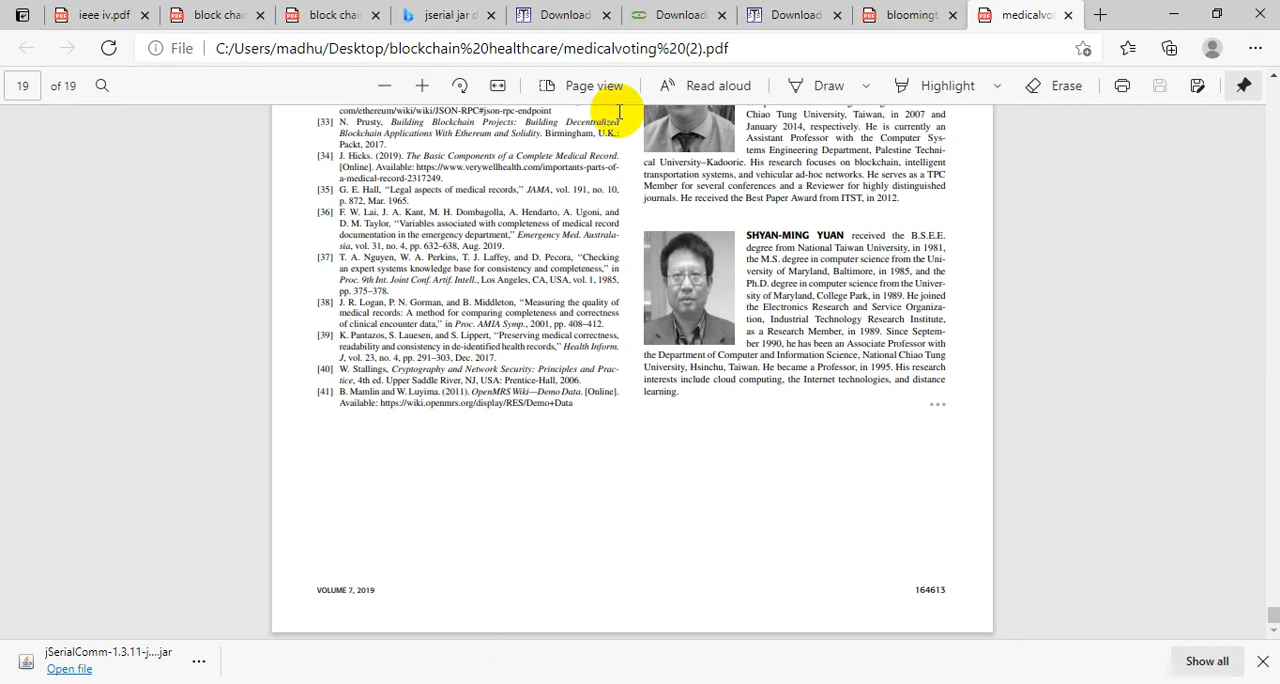 ieee iv.pdf
block chai
block chai
jserial jar d
Download
Downloadi
Download
bloomingt
medicalvot
File
C:/Users/madhu/Desktop/blockchain%20healthcare/medicalvoting%20(2).pdf
19 of 19
Page view
Read aloud
Draw
Highlight
Erase
com/ethereum/wiki/wiki/JSON-RPC#json-rpc-endpoint
[33] N. Prusty, Building Blockchain Projects: Building Decentralized
Blockchain Applications With Ethereum and Solidity. Birmingham, U.K.:
Packt, 2017.
[34] J. Hicks. (2019). The Basic Components of a Complete Medical Record.
[Online]. Available: https://www.verywellhealth.com/importants-parts-of-
a-medical-record-2317249.
[35] G. E. Hall, ‘‘Legal aspects of medical records,’’ JAMA, vol. 191, no. 10,
p. 872, Mar. 1965.
[36] F. W. Lai, J. A. Kant, M. H. Dombagolla, A. Hendarto, A. Ugoni, and
D. M. Taylor, ‘‘Variables associated with completeness of medical record
documentation in the emergency department,’’ Emergency Med. Australa-
sia, vol. 31, no. 4, pp. 632–638, Aug. 2019.
[37] T. A. Nguyen, W. A. Perkins, T. J. Laffey, and D. Pecora, ‘‘Checking
an expert systems knowledge base for consistency and completeness,’’ in
Proc. 9th Int. Joint Conf. Artif. Intell., Los Angeles, CA, USA, vol. 1, 1985,
pp. 375–378.
[38] J. R. Logan, P. N. Gorman, and B. Middleton, ‘‘Measuring the quality of
medical records: A method for comparing completeness and correctness
of clinical encounter data,’’ in Proc. AMIA Symp., 2001, pp. 408–412.
[39] K. Pantazos, S. Lauesen, and S. Lippert, ‘‘Preserving medical correctness,
readability and consistency in de-identified health records,’’ Health Inform.
J, vol. 23, no. 4, pp. 291–303, Dec. 2017.
[40] W. Stallings, Cryptography and Network Security: Principles and Prac-
tice, 4th ed. Upper Saddle River, NJ, USA: Prentice-Hall, 2006.
[41] B. Mamlin and W. Luyima. (2011). OpenMRS Wiki—Demo Data. [Online].
Available: https://wiki.openmrs.org/display/RES/Demo+Data
Chiao Tung University, Taiwan, in 2007 and
January 2014, respectively. He is currently an
Assistant Professor with the Computer Sys-
tems Engineering Department, Palestine Techni-
cal University–Kadoorie. His research focuses on blockchain, intelligent
transportation systems, and vehicular ad-hoc networks. He serves as a TPC
Member for several conferences and a Reviewer for highly distinguished
journals. He received the Best Paper Award from ITST, in 2012.
SHYAN-MING YUAN received the B.S.E.E.
degree from National Taiwan University, in 1981,
the M.S. degree in computer science from the Uni-
versity of Maryland, Baltimore, in 1985, and the
Ph.D. degree in computer science from the Univer-
sity of Maryland, College Park, in 1989. He joined
the Electronics Research and Service Organiza-
tion, Industrial Technology Research Institute,
as a Research Member, in 1989. Since Septem-
ber 1990, he has been an Associate Professor with
the Department of Computer and Information Science, National Chiao Tung
University, Hsinchu, Taiwan. He became a Professor, in 1995. His research
interests include cloud computing, the Internet technologies, and distance
learning.
VOLUME 7, 2019
164613
jSerialComm-1.3.11-j....jar
Open file
Show all